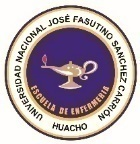 UNIVERSIDAD NACIONAL JOSÉ FASUTINO SANCHEZ CARRIÓN
ESCUELA DE ENFERMERIA
HUACHO